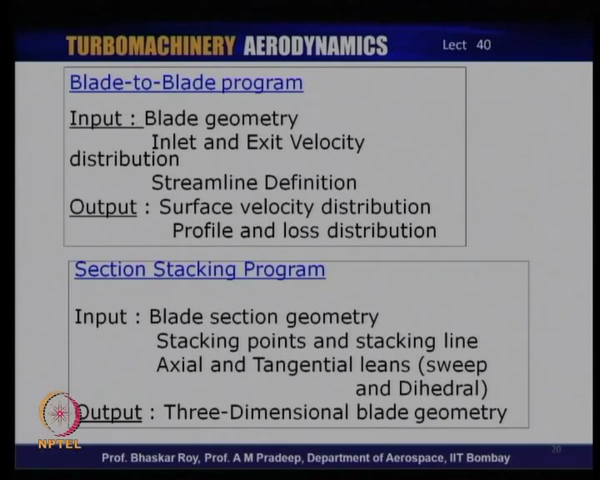 TURBOMACHINERY AERODYNAMICS Lect 40
Blade-to-Blade program
Input : Blade geometry
Inlet and Exit Velocity
distribution
Streamline Definition
Output : Surface velocity distribution
Profile and loss distribution
Section Stacking Program
Input : Blade section geometry
Stacking points and stacking line
Axial and Tangential leans (sweep
and Dihedral)
Output : Three-Dimensional blade geometry
NPTEL
Prof. Bhaskar Roy, Prof. A M Pradeep, Department of Aerospace, IIT Bombay
20